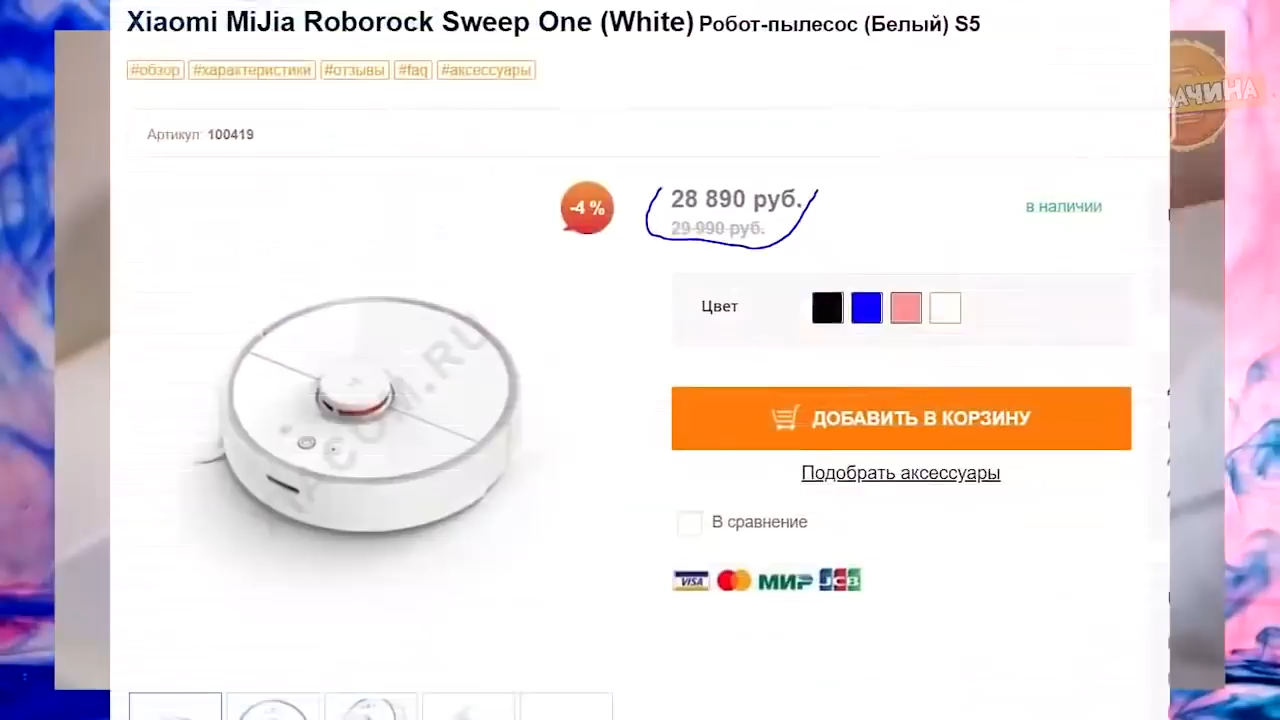 Xiaomi MiJia Roborock Sweep One (White) Робот-пылесос (Белый) S5
#обзор #характеристики #отзывы #faq #аксессуары
АЧИНА
Артикул: 100419
-4 %
28 890 руб.
29 990 руб.
в наличии
Цвет
ДОБАВИТЬ В КОРЗИНУ
Подобрать аксессуары
В сравнение
VISA МИР JCB